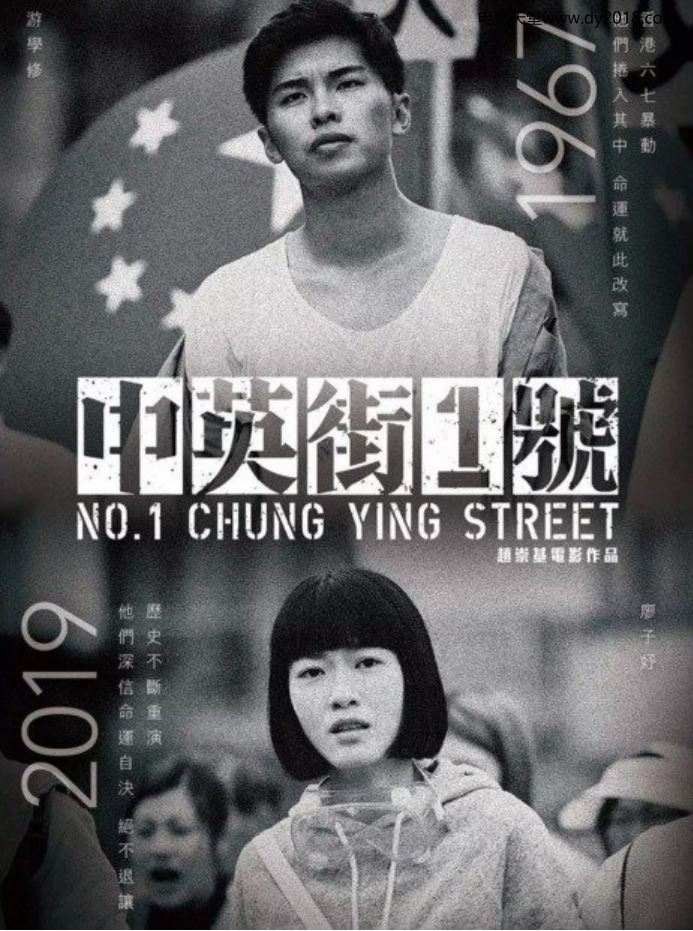 游學修
www.dy2018.co
1967
香港六七暴動
他們捲入其中 命運就此改寫
中英街1號
NO.1 CHUNG YING STREET
趙崇基電影作品
2019
歷史不斷重演
他們深信命運自決 絕不退讓
廖子妤